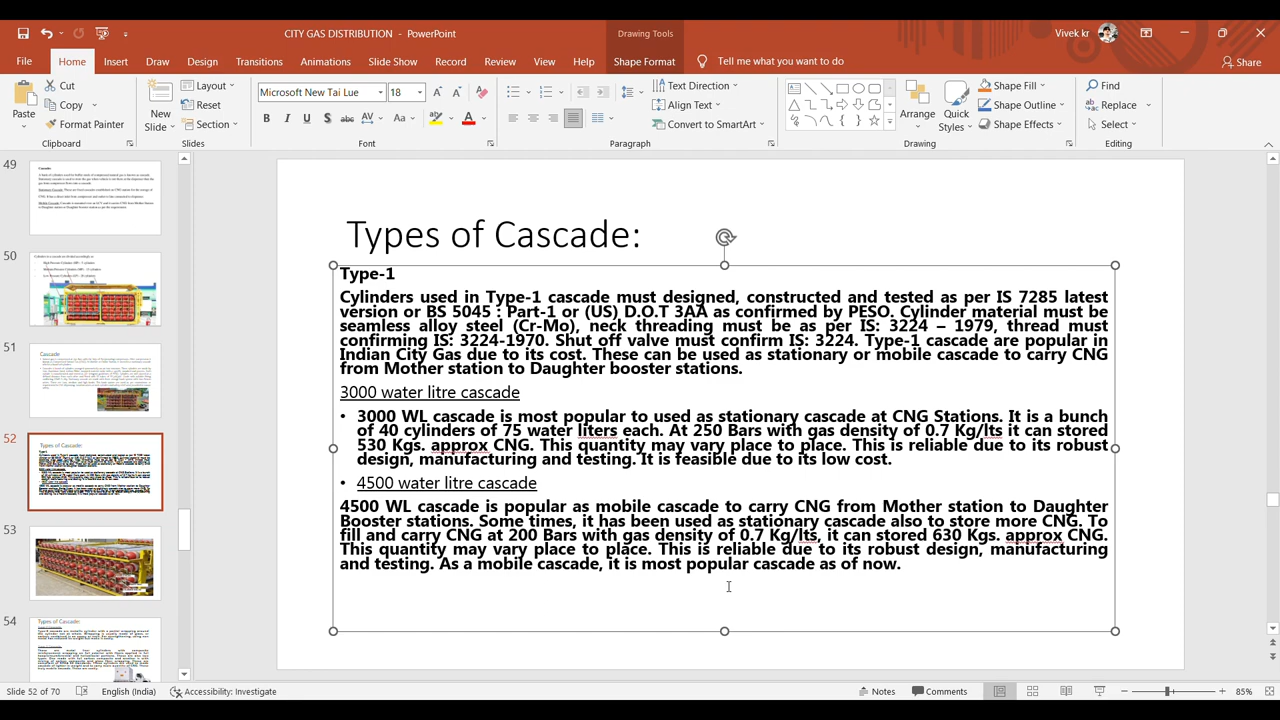 CITY GAS DISTRIBUTION - PowerPoint
Drawing Tools
Vivek kr
File
Home
Insert
Draw
Design
Transitions
Animations
Slide Show
Record
Review
View
Help
Shape Format
Tell me what you want to do
Share
Paste
Cut
Copy
Format Painter
Clipboard
New Slide
Layout
Reset
Section
Slides
Microsoft New Tai Lue
18
B I U S abc AV Aa A
Font
Text Direction
Align Text
Convert to SmartArt
Paragraph
Arrange
Quick Styles
Shape Fill
Shape Outline
Shape Effects
Drawing
Find
Replace
Select
Editing
49
Cascade:
50
51
Cascade
52
Types of Cascade:
53
54
Types of Cascade:
Types of Cascade:
Type-1
Cylinders used in Type-1 cascade must designed, constructed and tested as per IS 7285 latest
version or BS 5045 : Part-1 or (US) D.O.T 3AA as confirmed by PESO. Cylinder material must be
seamless alloy steel (Cr-Mo), neck threading must be as per IS: 3224 – 1979, thread must
confirming IS: 3224-1970. Shut off valve must confirm IS: 3224. Type-1 cascade are popular in
Indian City Gas due to its cost. These can be used as stationary or mobile cascade to carry CNG
from Mother station to Daughter booster stations.
3000 water litre cascade
• 3000 WL cascade is most popular to used as stationary cascade at CNG Stations. It is a bunch
of 40 cylinders of 75 water liters each. At 250 Bars with gas density of 0.7 Kg/lts it can stored
530 Kgs. approx CNG. This quantity may vary place to place. This is reliable due to its robust
design, manufacturing and testing. It is feasible due to its low cost.
• 4500 water litre cascade
4500 WL cascade is popular as mobile cascade to carry CNG from Mother station to Daughter
Booster stations. Some times, it has been used as stationary cascade also to store more CNG. To
fill and carry CNG at 200 Bars with gas density of 0.7 Kg/lts, it can stored 630 Kgs. approx CNG.
This quantity may vary place to place. This is reliable due to its robust design, manufacturing
and testing. As a mobile cascade, it is most popular cascade as of now.
Slide 52 of 70
English (India)
Accessibility: Investigate
Notes
Comments
85%